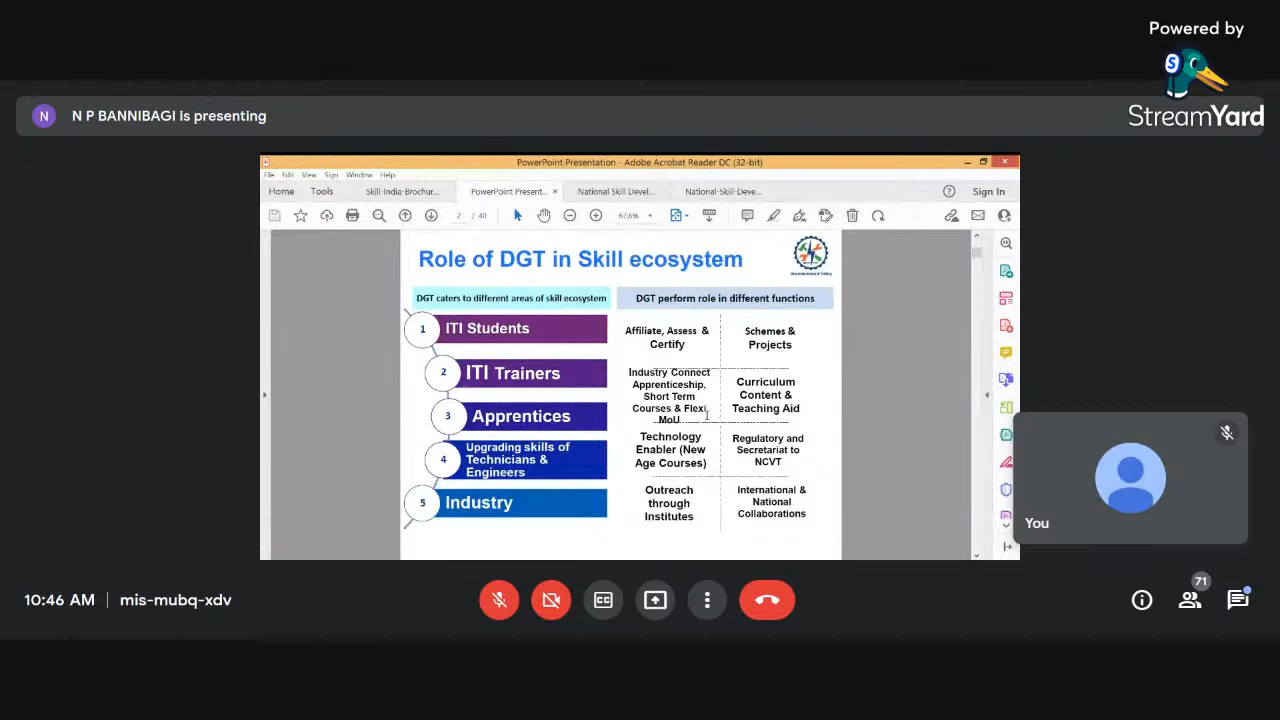 Powered by
StreamYard
N
N P BANNIBAGI is presenting
PowerPoint Presentation - Adobe Acrobat Reader DC (32-bit)
File Edit View Sign Window Help
Home Tools Skill-India-Brochur... PowerPoint Present... × National Skill Devel... National-Skill-Deve... Sign In
2 / 40 67.6%
Role of DGT in Skill ecosystem
DGT caters to different areas of skill ecosystem
1 ITI Students
2 ITI Trainers
3 Apprentices
4 Upgrading skills of
Technicians &
Engineers
5 Industry
DGT perform role in different functions
Affiliate, Assess &
Certify
Schemes &
Projects
Industry Connect
Apprenticeship,
Short Term
Courses & Flexi
MoU
Curriculum
Content &
Teaching Aid
Technology
Enabler (New
Age Courses)
Regulatory and
Secretariat to
NCVT
Outreach
through
Institutes
International &
National
Collaborations
You
10:46 AM | mis-mubq-xdv
CC
71